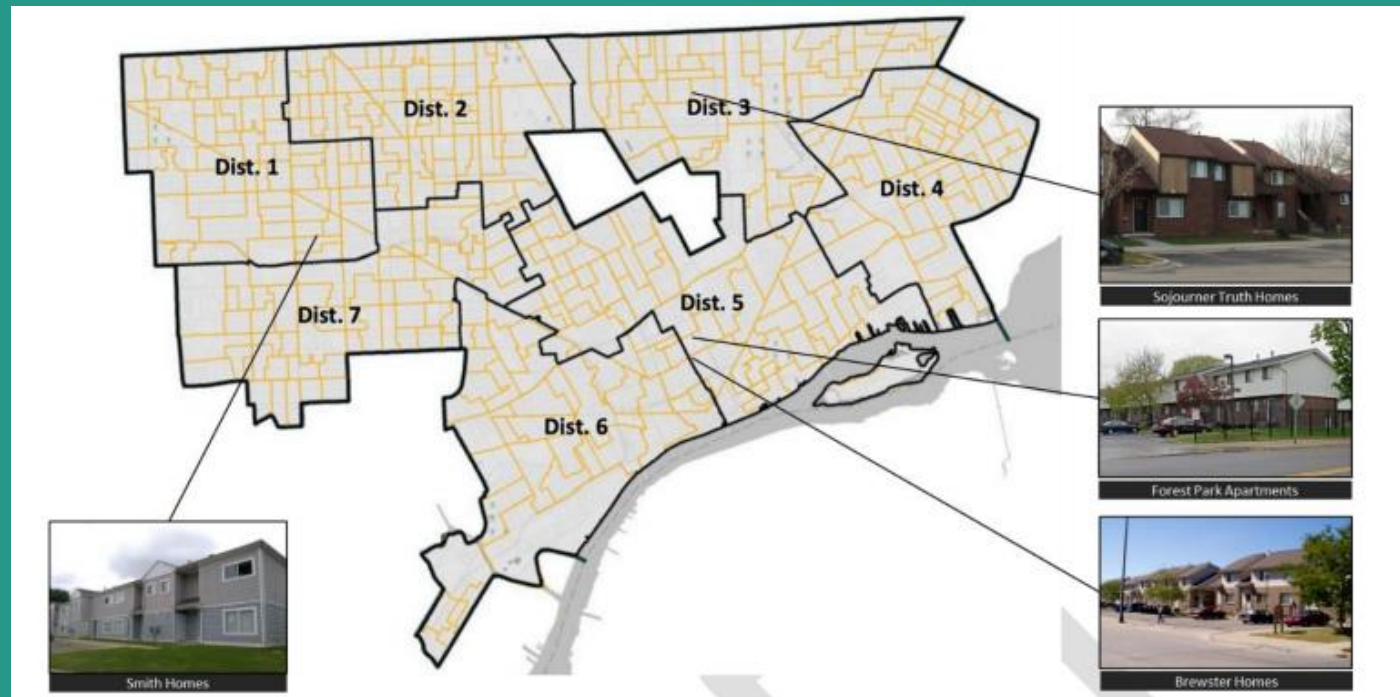 Dist. 1
Dist. 2
Dist. 3
Dist. 4
Dist. 5
Dist. 7
Dist. 6
Sojourner Truth Homes
Forest Park Apartments
Brewster Homes
Smith Homes